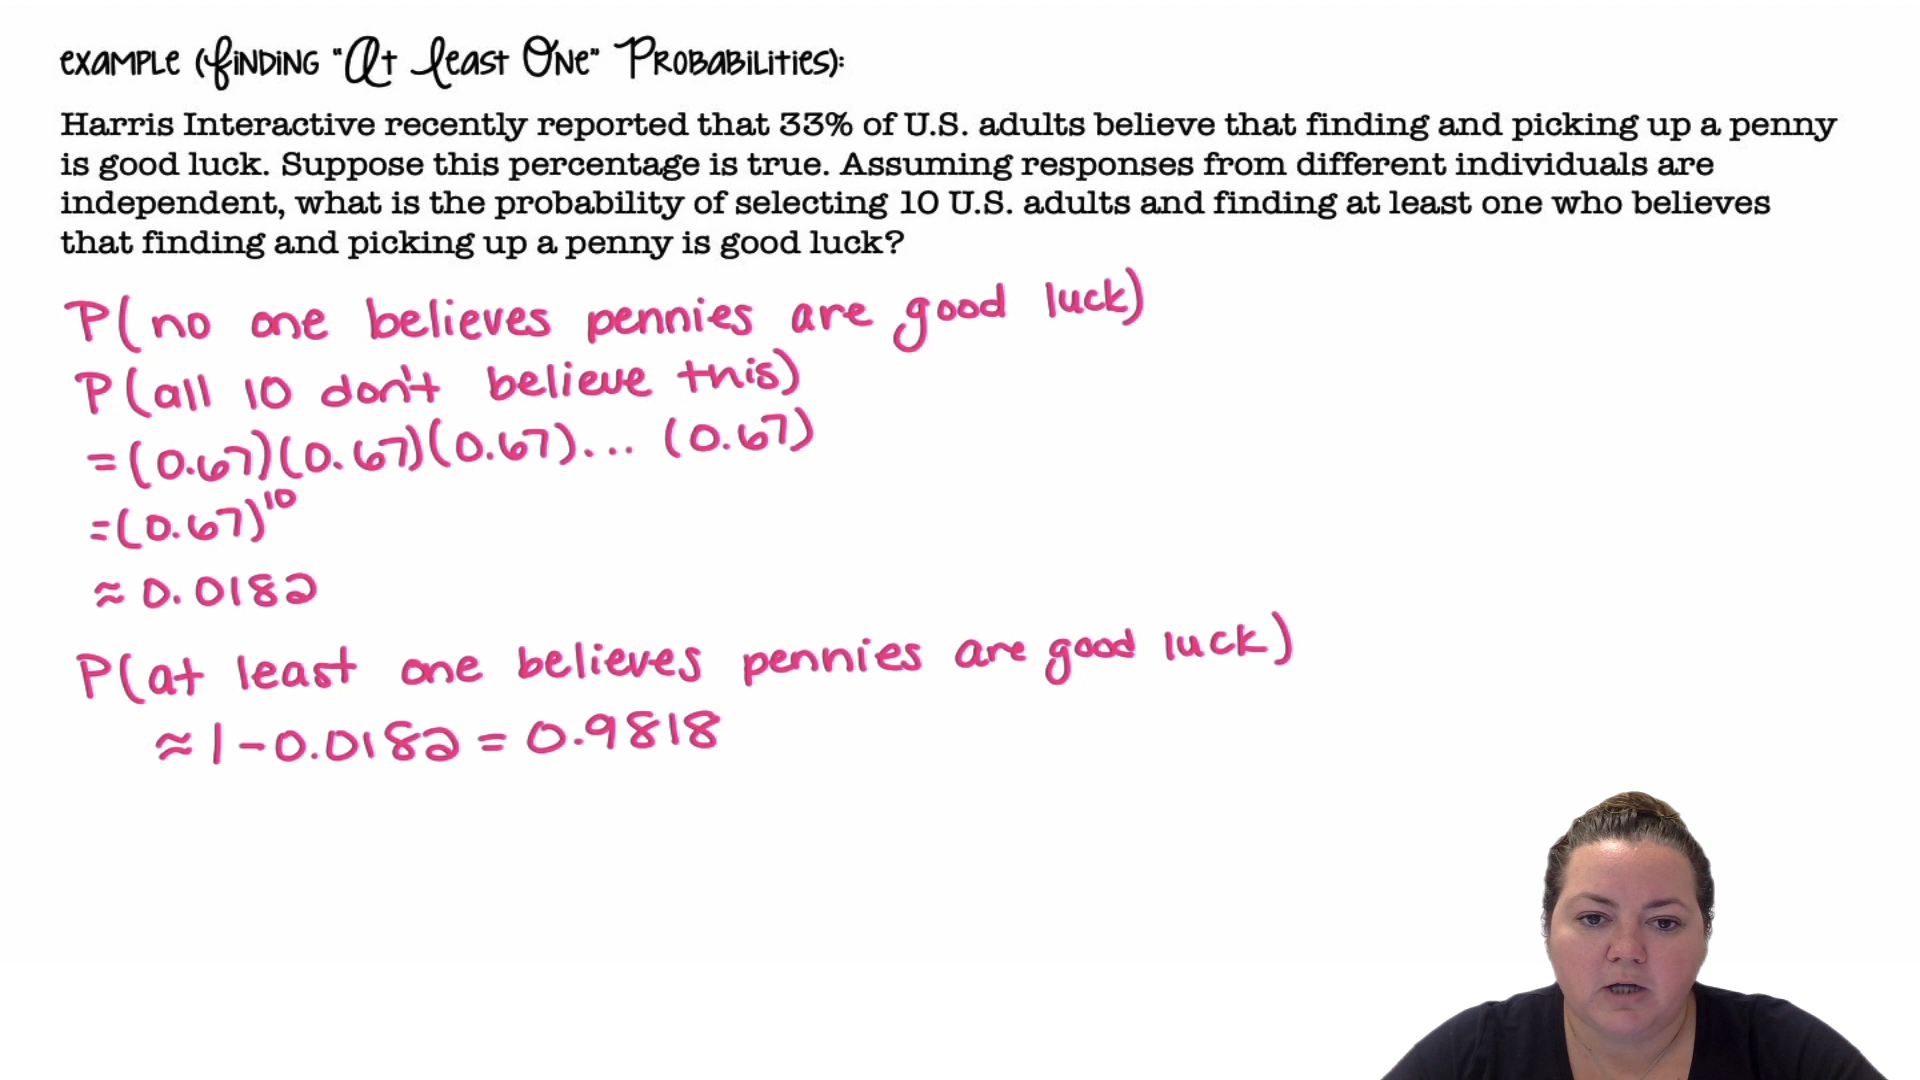 example (Finding "At Least One" Probabilities):
Harris Interactive recently reported that 33% of U.S. adults believe that finding and picking up a penny
is good luck. Suppose this percentage is true. Assuming responses from different individuals are
independent, what is the probability of selecting 10 U.S. adults and finding at least one who believes
that finding and picking up a penny is good luck?
P(no one believes pennies are good luck)
P(all 10 don't believe this)
=(0.67)(0.67)(0.67)... (0.67)
=(0.67)¹⁰
≈ 0.0182
P(at least one believes pennies are good luck)
≈ 1 - 0.0182 = 0.9818